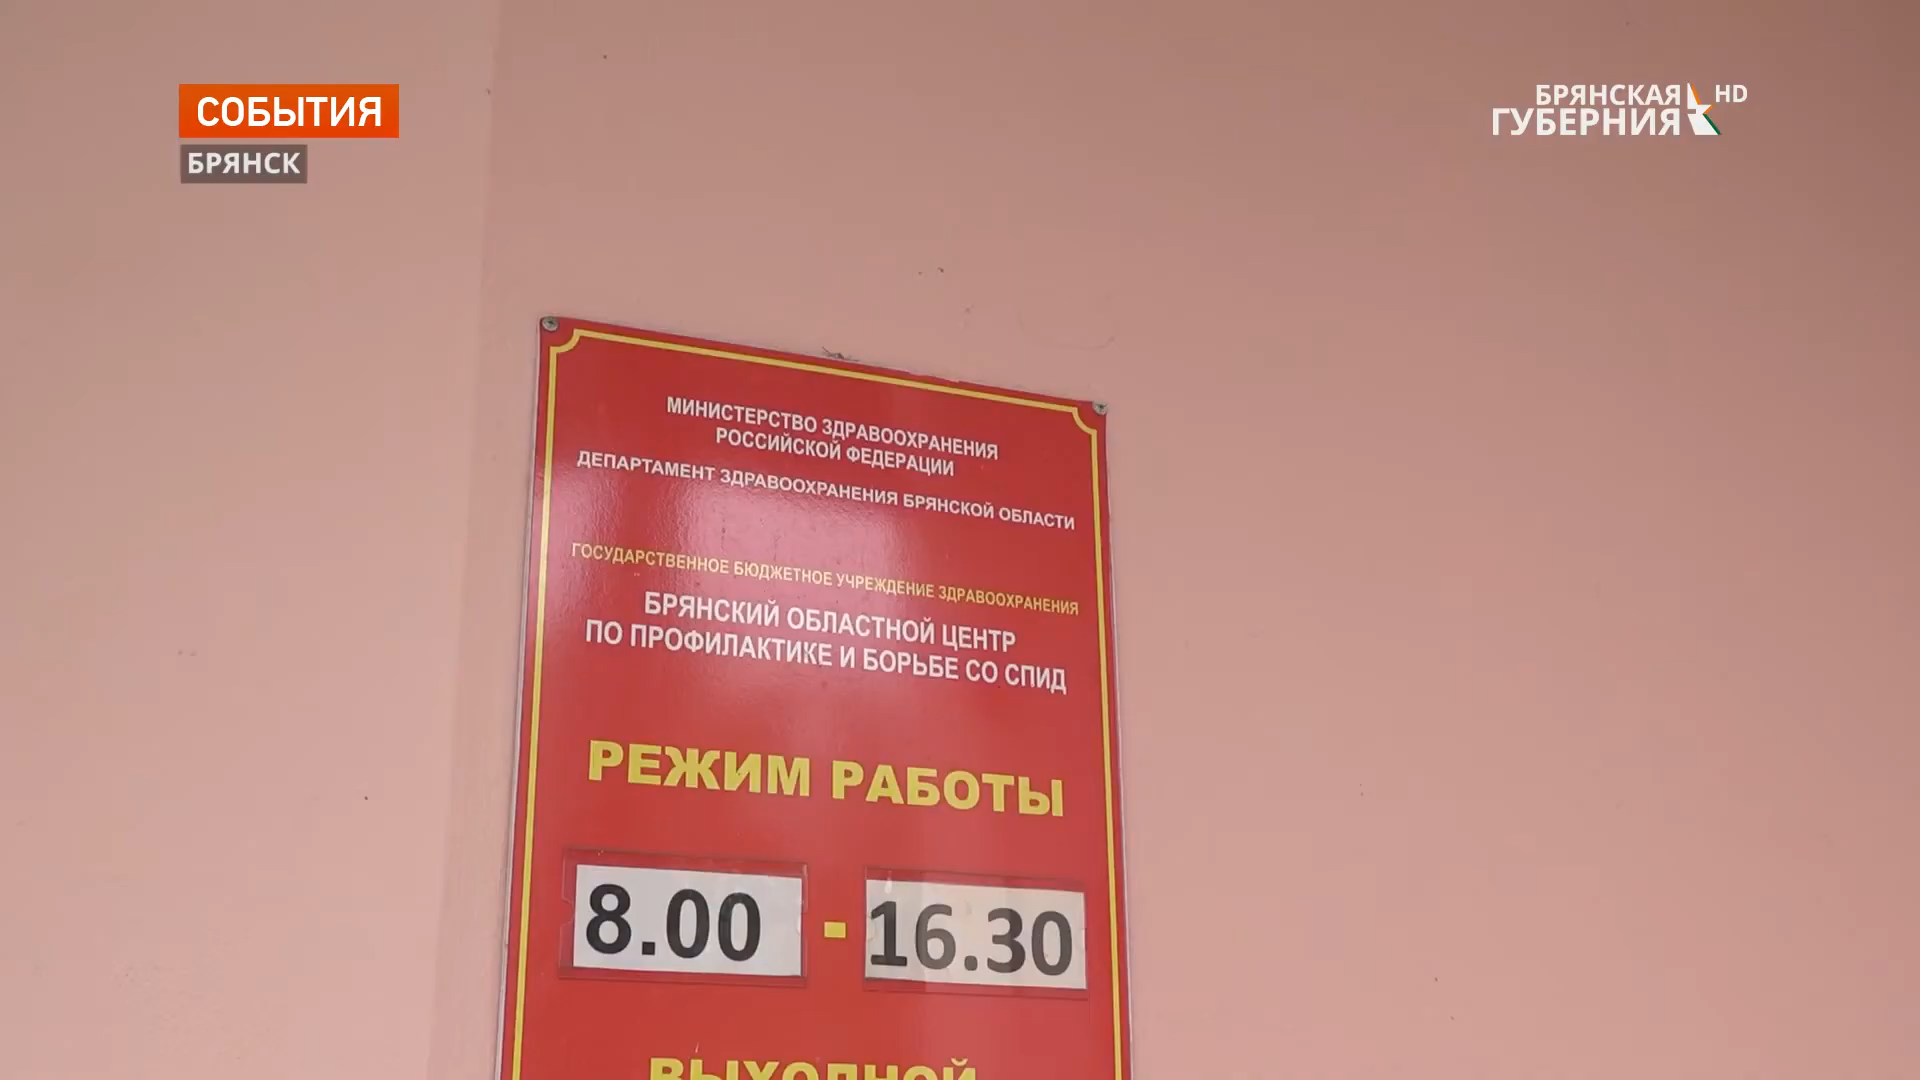 СОБЫТИЯ
БРЯНСК
БРЯНСКАЯ HD
ГУБЕРНИЯ
МИНИСТЕРСТВО ЗДРАВООХРАНЕНИЯ
РОССИЙСКОЙ ФЕДЕРАЦИИ
ДЕПАРТАМЕНТ ЗДРАВООХРАНЕНИЯ БРЯНСКОЙ ОБЛАСТИ
ГОСУДАРСТВЕННОЕ БЮДЖЕТНОЕ УЧРЕЖДЕНИЕ ЗДРАВООХРАНЕНИЯ
БРЯНСКИЙ ОБЛАСТНОЙ ЦЕНТР
ПО ПРОФИЛАКТИКЕ И БОРЬБЕ СО СПИД
РЕЖИМ РАБОТЫ
8.00 - 16.30
ВЫХОДНОЙ